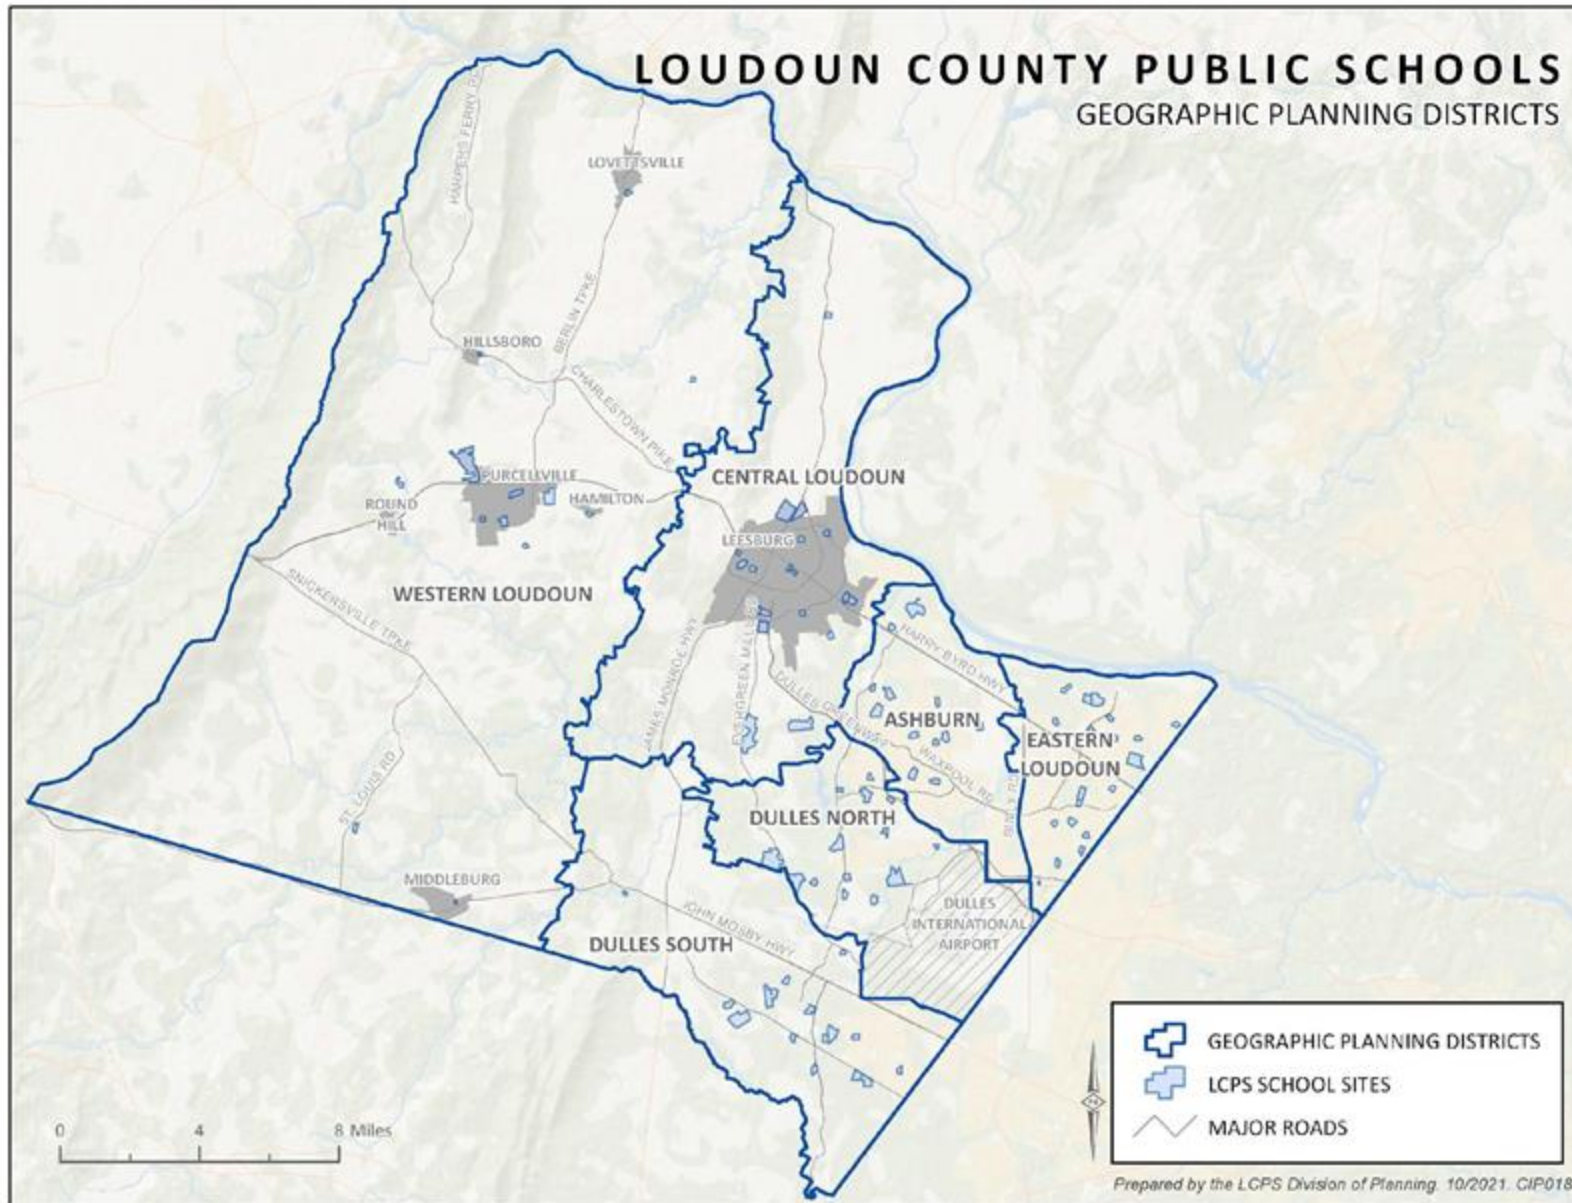 LOUDOUN COUNTY PUBLIC SCHOOLS
GEOGRAPHIC PLANNING DISTRICTS
HARPERS FERRY RD
LOVETTSVILLE
BERLIN TPKE
HILLSBORO
CHARLESTOWN PIKE
CENTRAL LOUDOUN
PURCELLVILLE
ROUND
HILL
HAMILTON
LEESBURG
WESTERN LOUDOUN
SNICKERSVILLE TPKE
HARRY BYRD HWY
JAMES MONROE HWY
EVERGREEN MILL
DULLES GREENWAY
ASHBURN
EASTERN
LOUDOUN
WAXPOOL RD
ST. LOUIS RD
DULLES NORTH
MIDDLEBURG
JOHN MOSBY HWY
DULLES
INTERNATIONAL
AIRPORT
DULLES SOUTH
0 4 8 Miles
GEOGRAPHIC PLANNING DISTRICTS
LCPS SCHOOL SITES
MAJOR ROADS
Prepared by the LCPS Division of Planning. 10/2021. CIP018